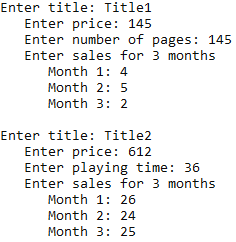 Enter title: Title1
   Enter price: 145
   Enter number of pages: 145
   Enter sales for 3 months
      Month 1: 4
      Month 2: 5
      Month 3: 2

Enter title: Title2
   Enter price: 612
   Enter playing time: 36
   Enter sales for 3 months
      Month 1: 26
      Month 2: 24
      Month 3: 25